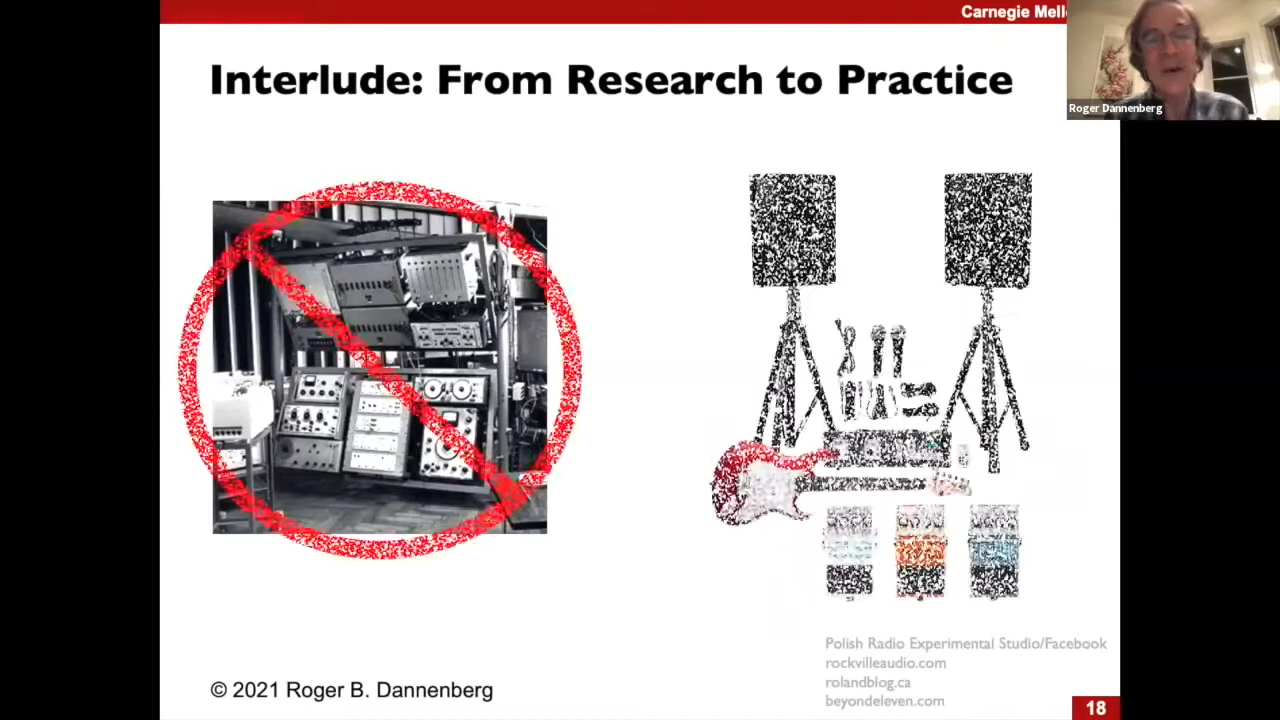 Carnegie Mell
Roger Dannenberg
Interlude: From Research to Practice
Polish Radio Experimental Studio/Facebook
rockvilleaudio.com
rolandblog.ca
beyondeleven.com
© 2021 Roger B. Dannenberg
18